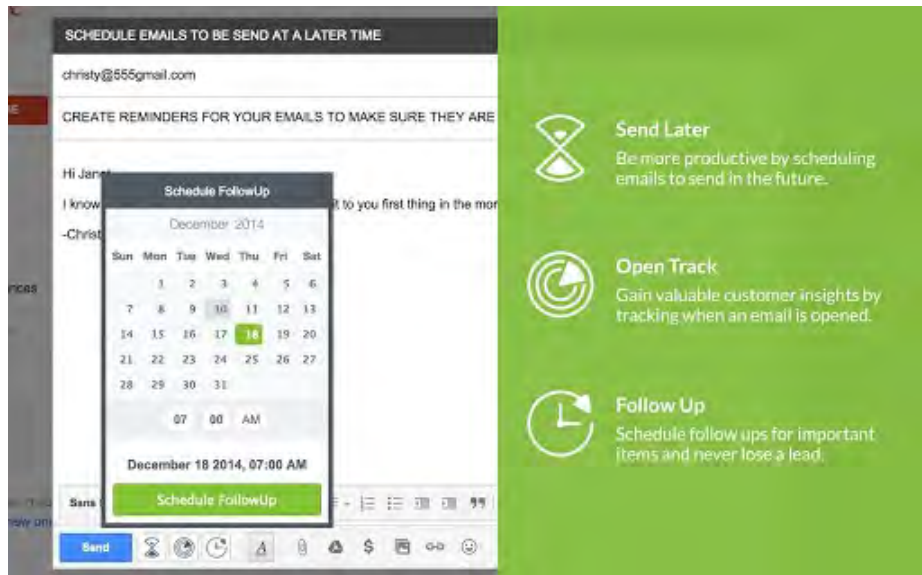 SCHEDULE EMAILS TO BE SEND AT A LATER TIME
christy@555gmail.com
CREATE REMINDERS FOR YOUR EMAILS TO MAKE SURE THEY ARE
Hi Jan
I know
it to you first thing in the mor
-Christ
Schedule FollowUp
December 2014
Sun Mon Tue Wed Thu Fri Sat
1 2 3 4 5 6
7 8 9 10 11 12 13
14 15 16 17 18 19 20
21 22 23 24 25 26 27
28 29 30 31
07 00 AM
December 18 2014, 07:00 AM
Schedule FollowUp
Sans
Send
Send Later
Be more productive by scheduling
emails to send in the future.
Open Track
Gain valuable customer insights by
tracking when an email is opened.
Follow Up
Schedule follow ups for important
items and never lose a lead.